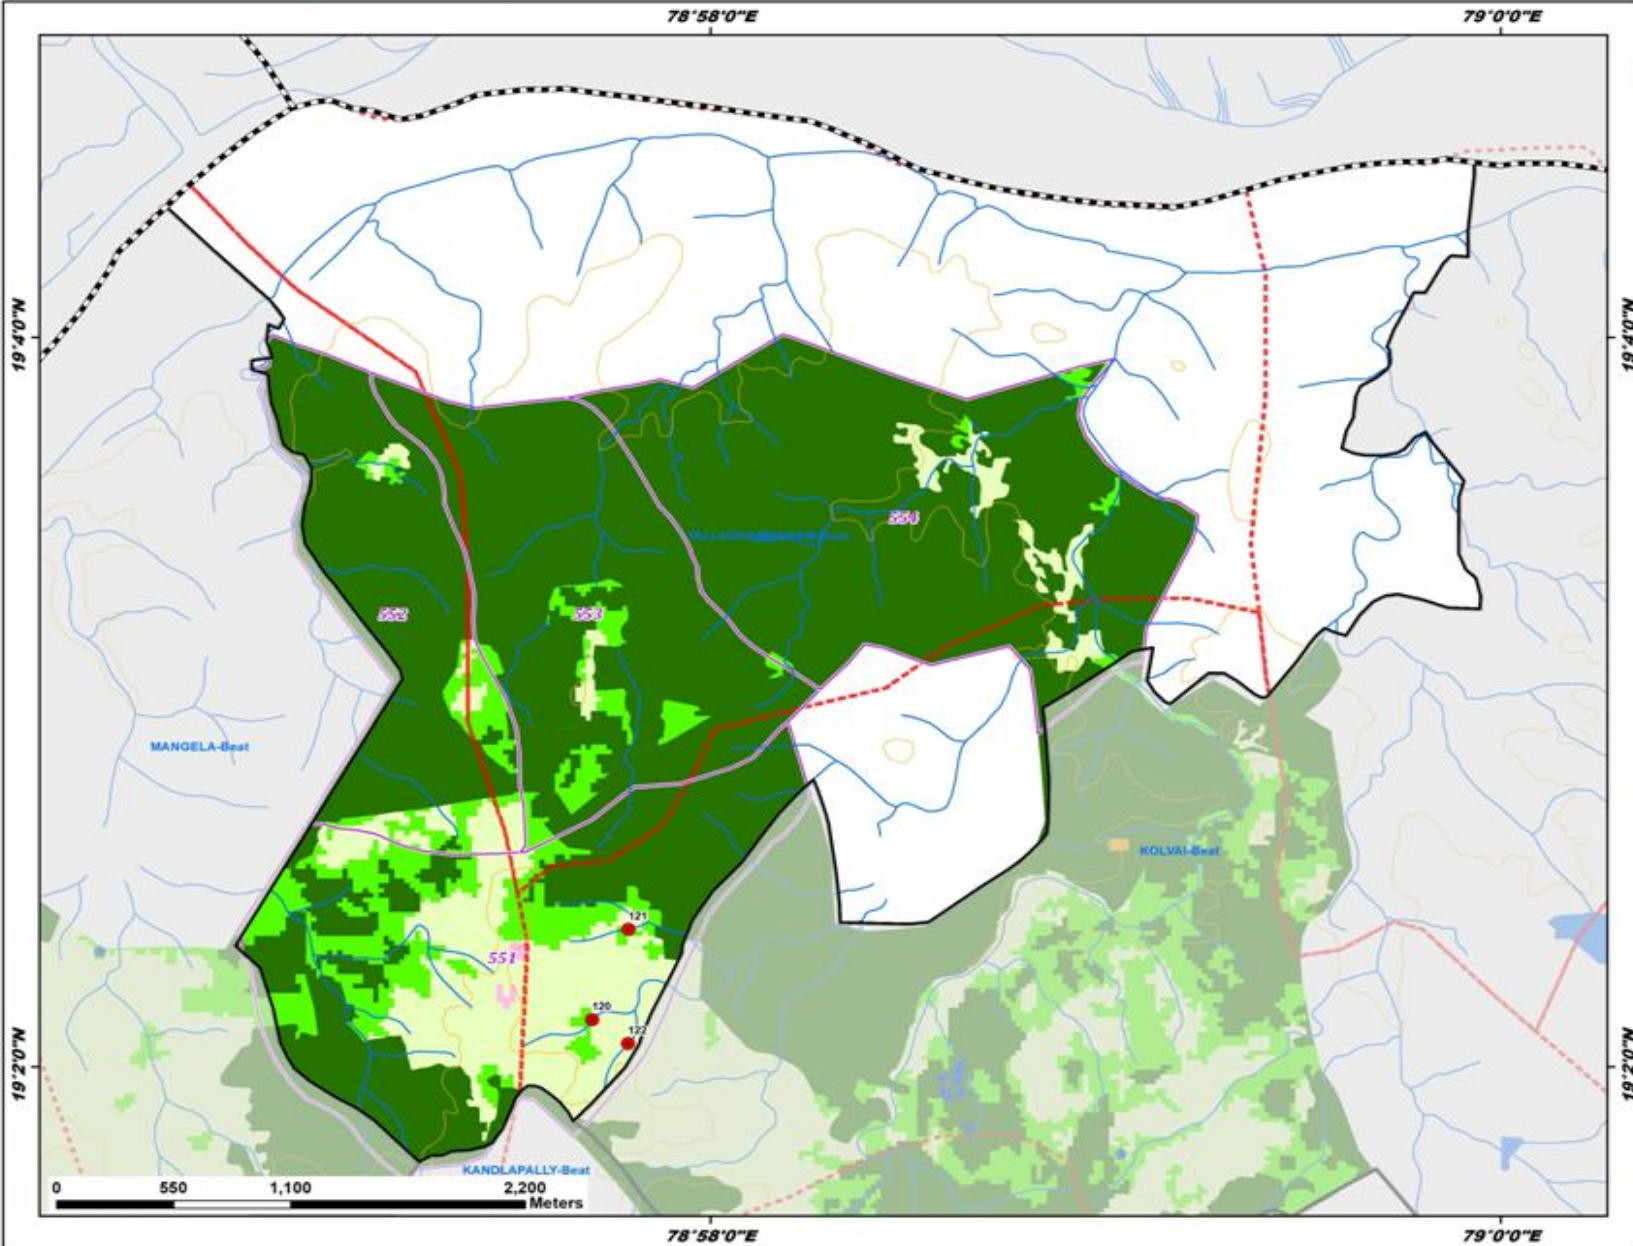 78°58'0"E
79°0'0"E
19°4'0"N
19°4'0"N
554
552
553
MANGELA-Beat
KOLVAI-Beat
121
551
120
122
19°2'0"N
19°2'0"N
KANDLAPALLY-Beat
0 550 1,100 2,200
Meters
78°58'0"E
79°0'0"E